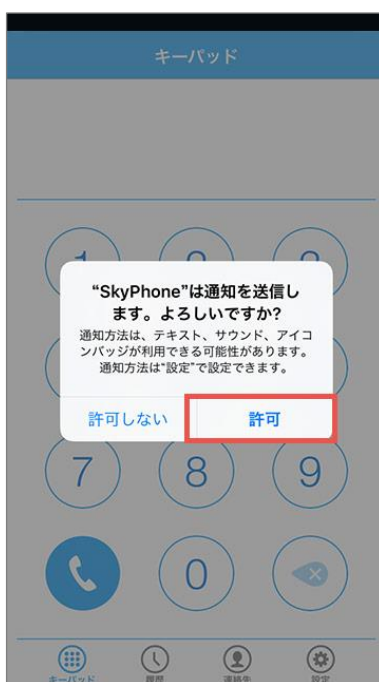 キーパッド
“SkyPhone”は通知を送信し
ます。よろしいですか?
通知方法は、テキスト、サウンド、アイコ
ンバッジが利用できる可能性があります。
通知方法は“設定”で設定できます。
許可しない
許可
7 8 9
0
キーパッド 履歴 連絡先 設定